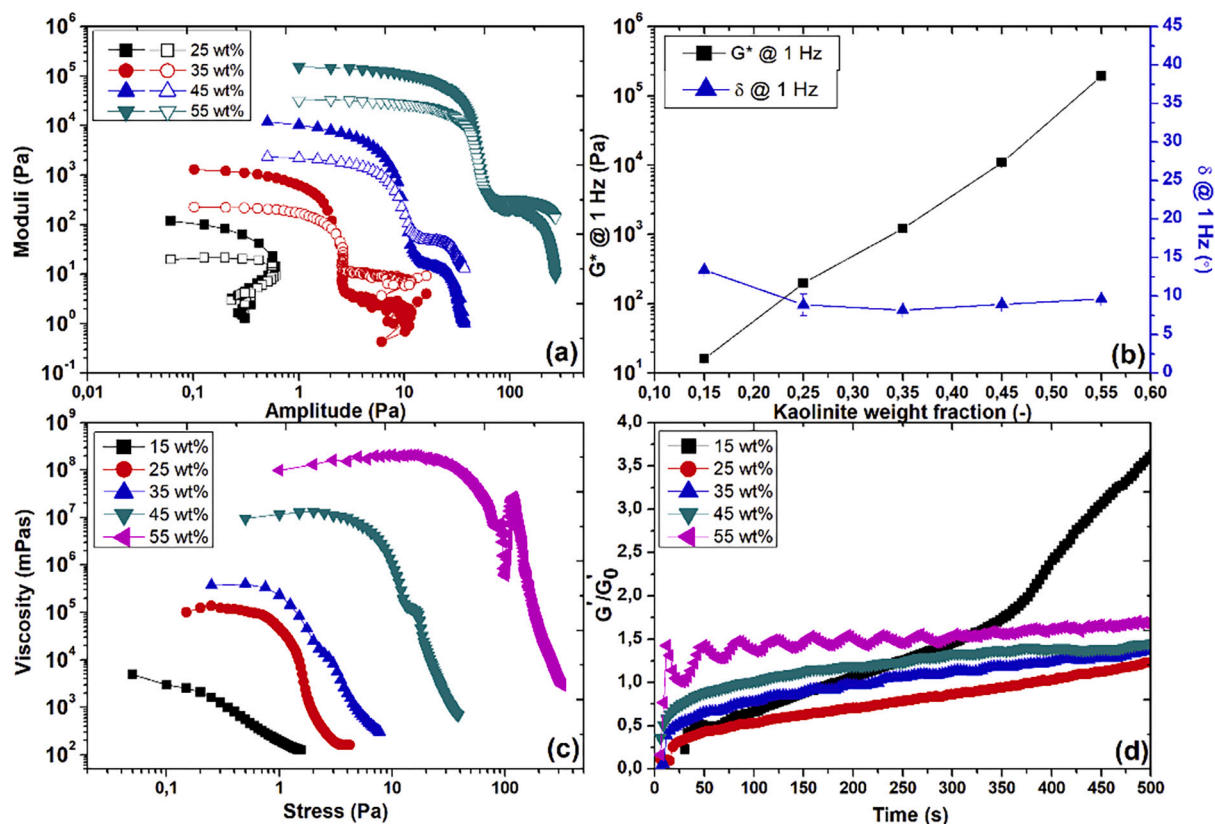 10⁶
10⁵
10⁴
10³
10²
10¹
10⁰
10⁻¹
Moduli (Pa)
25 wt%
35 wt%
45 wt%
55 wt%
(a)
0,01 0,1 1 10 100
Amplitude (Pa)
10⁶
10⁵
10⁴
10³
10²
10¹
G* @ 1 Hz (Pa)
G* @ 1 Hz
δ @ 1 Hz
45
40
35
30
25
20
15
10
5
0
δ @ 1 Hz (°)
(b)
0,10 0,15 0,20 0,25 0,30 0,35 0,40 0,45 0,50 0,55 0,60
Kaolinite weight fraction (-)
10⁹
10⁸
10⁷
10⁶
10⁵
10⁴
10³
10²
Viscosity (mPas)
15 wt%
25 wt%
35 wt%
45 wt%
55 wt%
(c)
0,1 1 10 100
Stress (Pa)
4,0
3,5
3,0
2,5
2,0
1,5
1,0
0,5
0,0
G'/G₀'
15 wt%
25 wt%
35 wt%
45 wt%
55 wt%
(d)
0 50 100 150 200 250 300 350 400 450 500
Time (s)